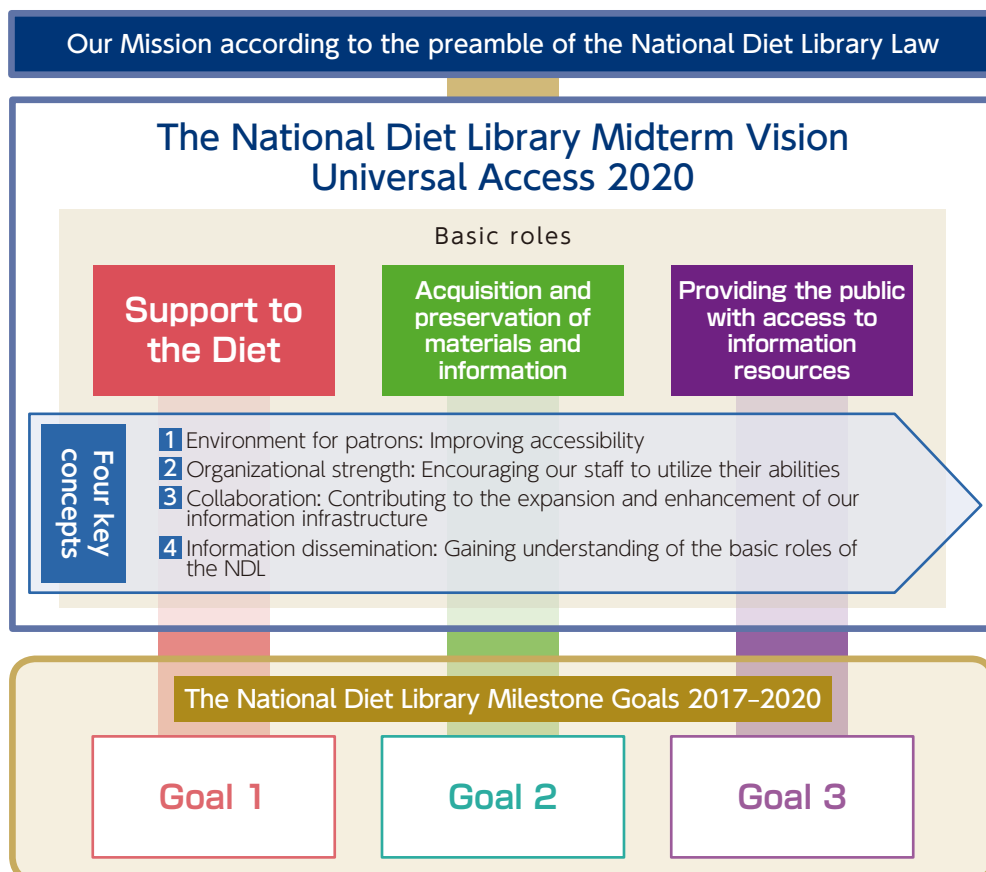 Our Mission according to the preamble of the National Diet Library Law
The National Diet Library Midterm Vision
Universal Access 2020
Basic roles
Support to
the Diet
Acquisition and
preservation of
materials and
information
Providing the public
with access to
information
resources
Four key
concepts
1 Environment for patrons: Improving accessibility
2 Organizational strength: Encouraging our staff to utilize their abilities
3 Collaboration: Contributing to the expansion and enhancement of our
information infrastructure
4 Information dissemination: Gaining understanding of the basic roles of
the NDL
The National Diet Library Milestone Goals 2017–2020
Goal 1
Goal 2
Goal 3